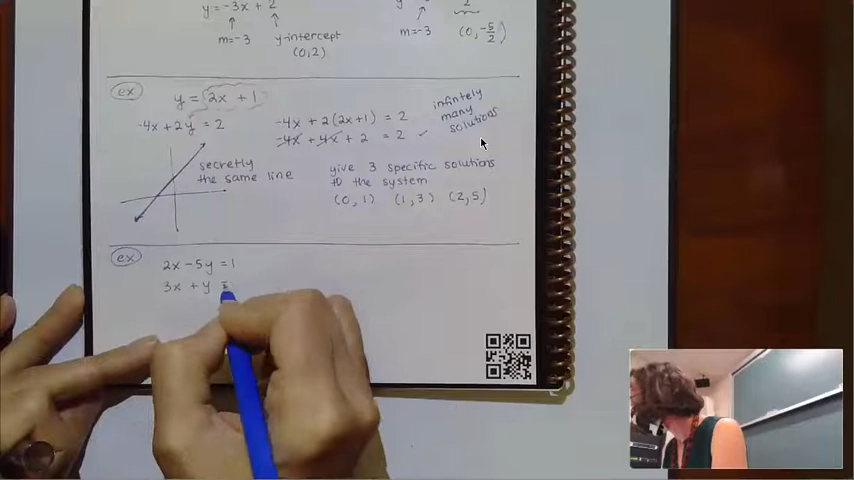 y = -3x + 2
m=-3 y-intercept
(0,2)
m=-3 (0, -5/2)
ex
y = 2x + 1
-4x + 2y = 2
-4x + 2(2x+1) = 2
-4x + 4x + 2 = 2 ✓
infintely
many
solutions
secretly
the same line
give 3 specific solutions
to the system
(0, 1) (1, 3) (2, 5)
ex
2x - 5y = 1
3x + y =